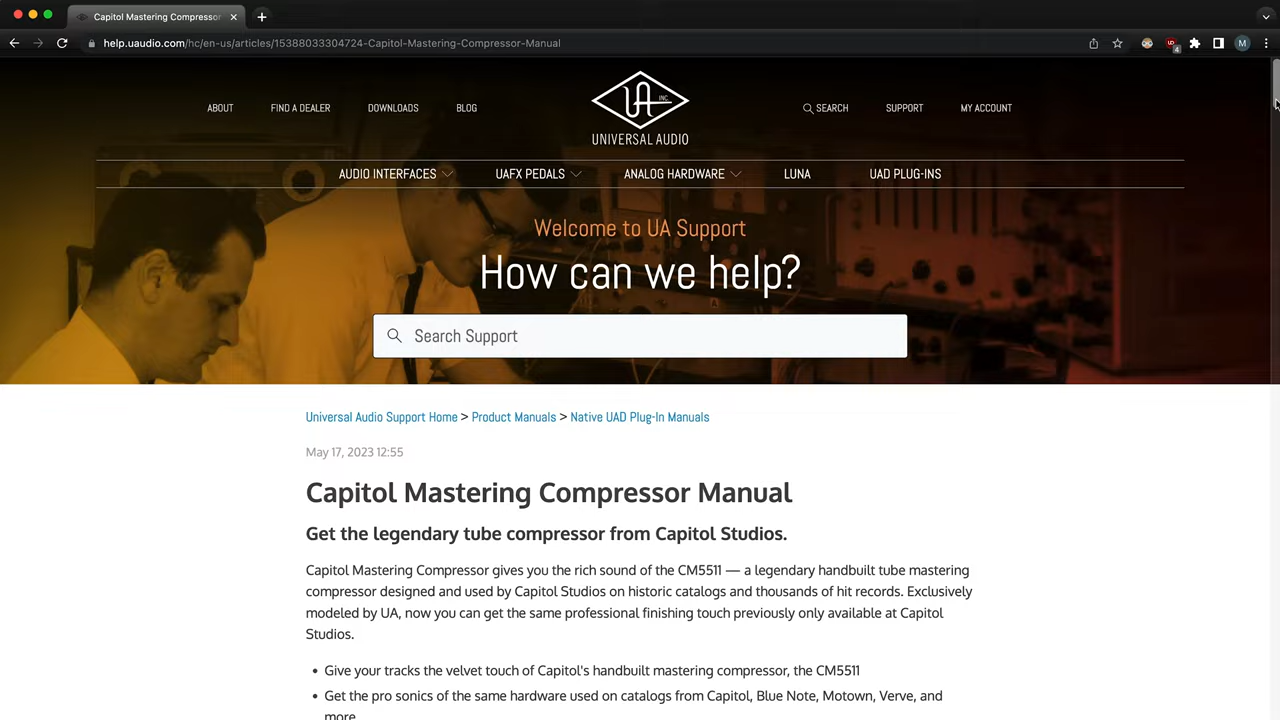 Capitol Mastering Compressor
help.uaudio.com/hc/en-us/articles/15388033304724-Capitol-Mastering-Compressor-Manual
4
M
ABOUT
FIND A DEALER
DOWNLOADS
BLOG
UA INC.
UNIVERSAL AUDIO
SEARCH
SUPPORT
MY ACCOUNT
AUDIO INTERFACES
UAFX PEDALS
ANALOG HARDWARE
LUNA
UAD PLUG-INS
Welcome to UA Support
How can we help?
Search Support
Universal Audio Support Home > Product Manuals > Native UAD Plug-In Manuals
May 17, 2023 12:55
Capitol Mastering Compressor Manual
Get the legendary tube compressor from Capitol Studios.
Capitol Mastering Compressor gives you the rich sound of the CM5511 — a legendary handbuilt tube mastering
compressor designed and used by Capitol Studios on historic catalogs and thousands of hit records. Exclusively
modeled by UA, now you can get the same professional finishing touch previously only available at Capitol
Studios.
• Give your tracks the velvet touch of Capitol's handbuilt mastering compressor, the CM5511
• Get the pro sonics of the same hardware used on catalogs from Capitol, Blue Note, Motown, Verve, and
more